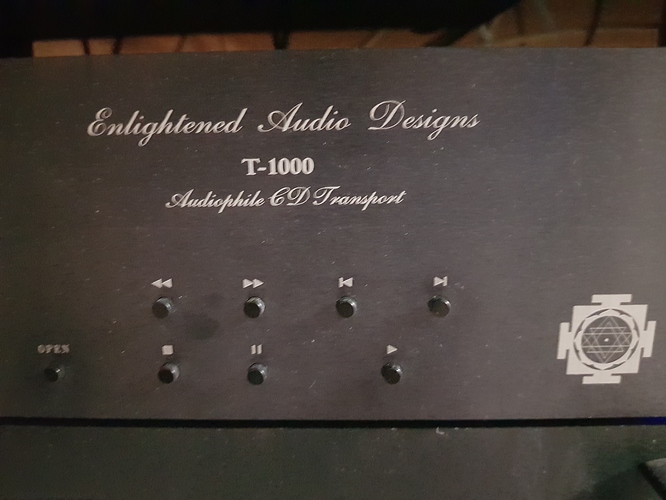 Enlightened Audio Designs
T-1000
Audiophile CD Transport
OPEN